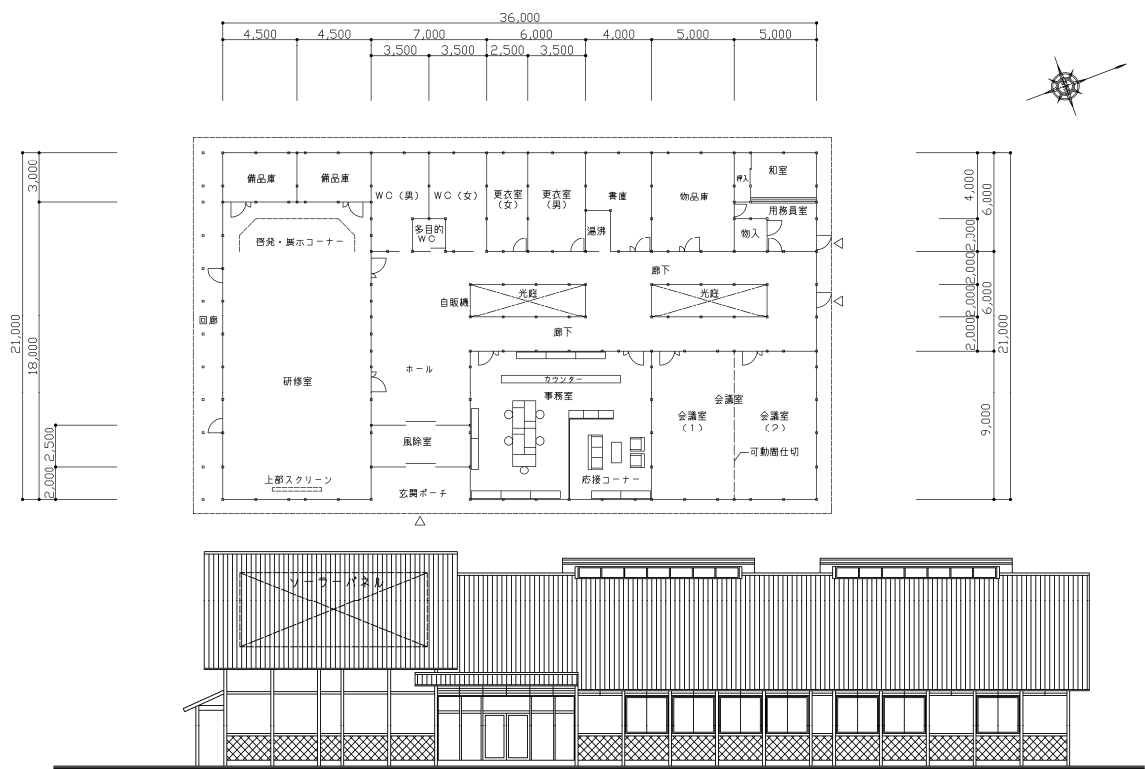 36,000
4,500
4,500
7,000
6,000
4,000
5,000
5,000
3,500
3,500
2,500
3,500
21,000
3,000
18,000
2,500
2,000
4,000
6,000
2,000
2,000
2,000
2,000
6,000
9,000
21,000
備品庫
備品庫
WC(男)
WC(女)
更衣室
(女)
更衣室
(男)
書庫
物品庫
押入
和室
用務員室
物入
湯沸
多目的
WC
啓発・展示コーナー
廊下
自販機
光庭
光庭
廊下
回廊
研修室
ホール
カウンター
事務室
会議室
会議室
(1)
会議室
(2)
可動間仕切
風除室
上部スクリーン
玄関ポーチ
応接コーナー
ソーラーパネル